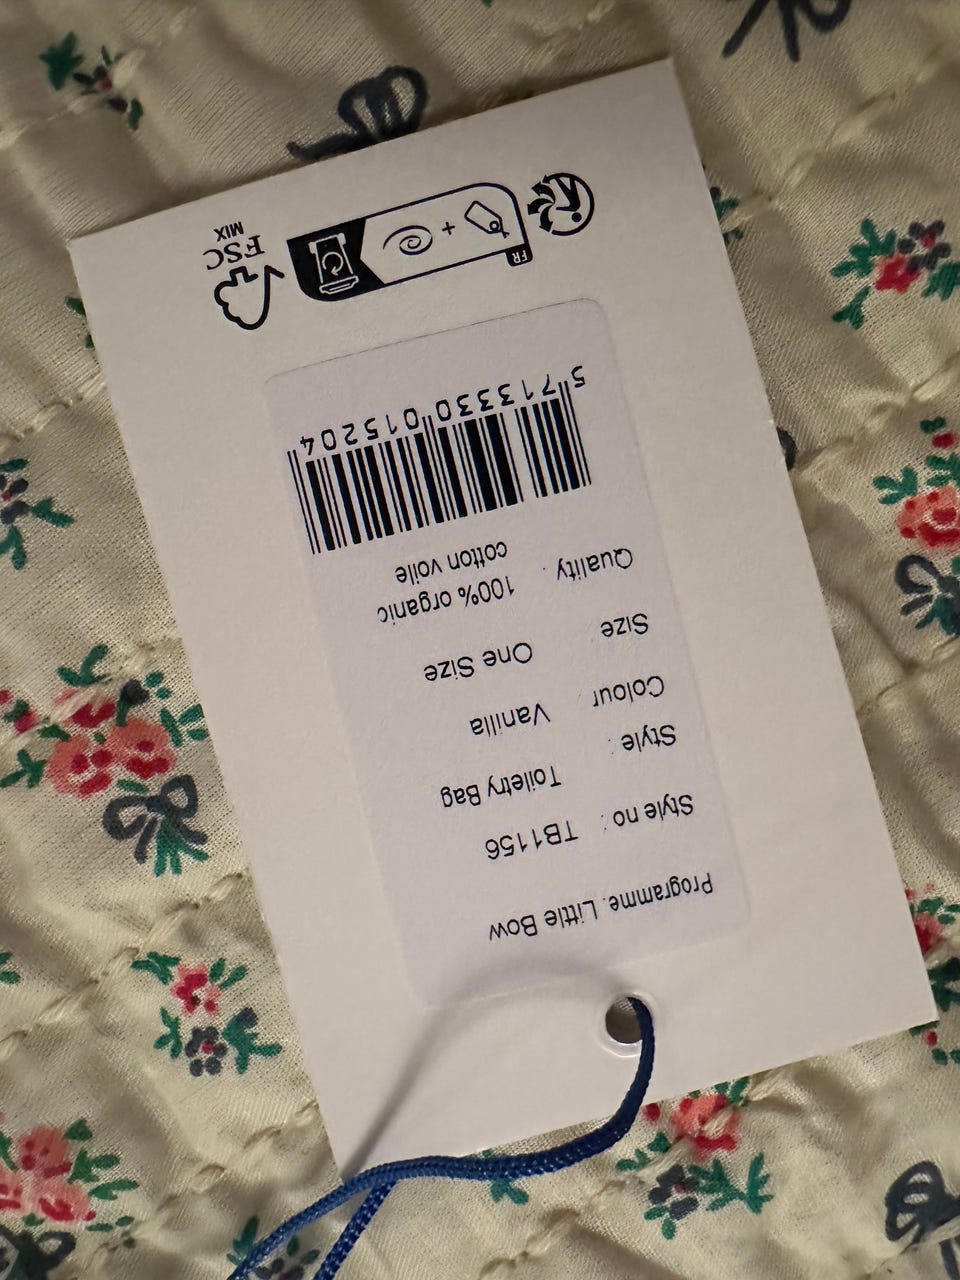 Programme: Little Bow
Style no : TB1156
Style : Toiletry Bag
Colour : Vanilla
Size : One Size
Quality : 100% organic
cotton voile
5 713330 015204
FR
+
FSC
MIX